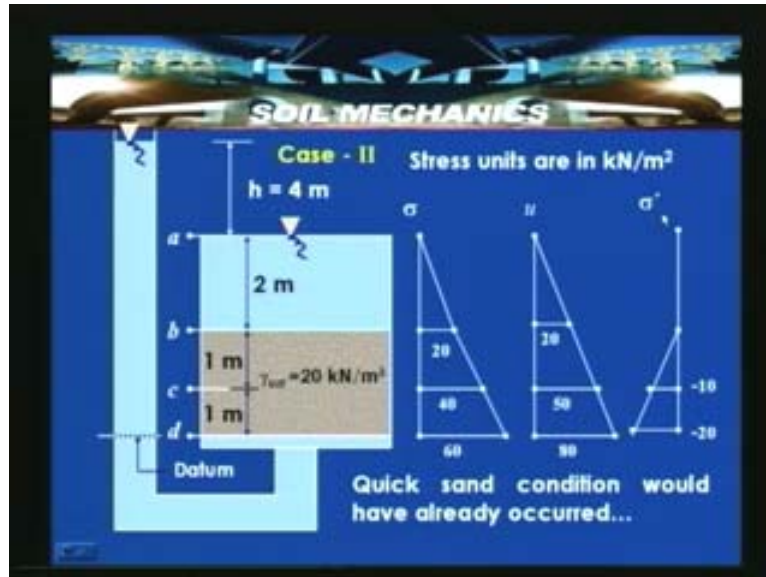 SOIL MECHANICS
Case - II
Stress units are in kN/m²
h = 4 m
σ
u
σ'
a
2 m
b
20
20
1 m
γsat =20 kN/m³
c
40
50
-10
1 m
d
60
80
-20
Datum
Quick sand condition would
have already occurred...